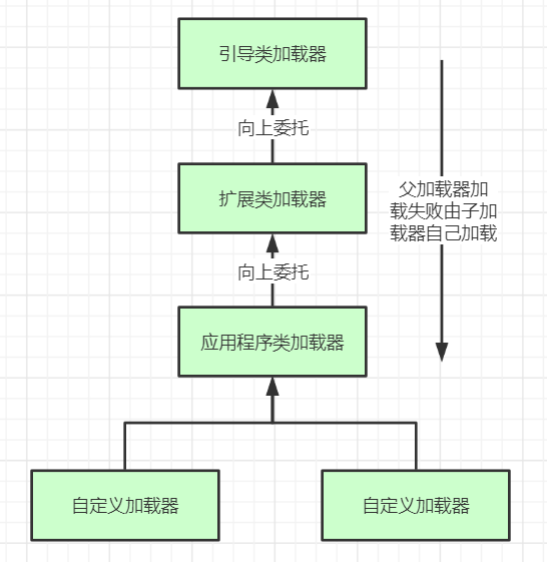 引导类加载器
向上委托
扩展类加载器
父加载器加
载失败由子加
载器自己加载
向上委托
应用程序类加载器
自定义加载器
自定义加载器